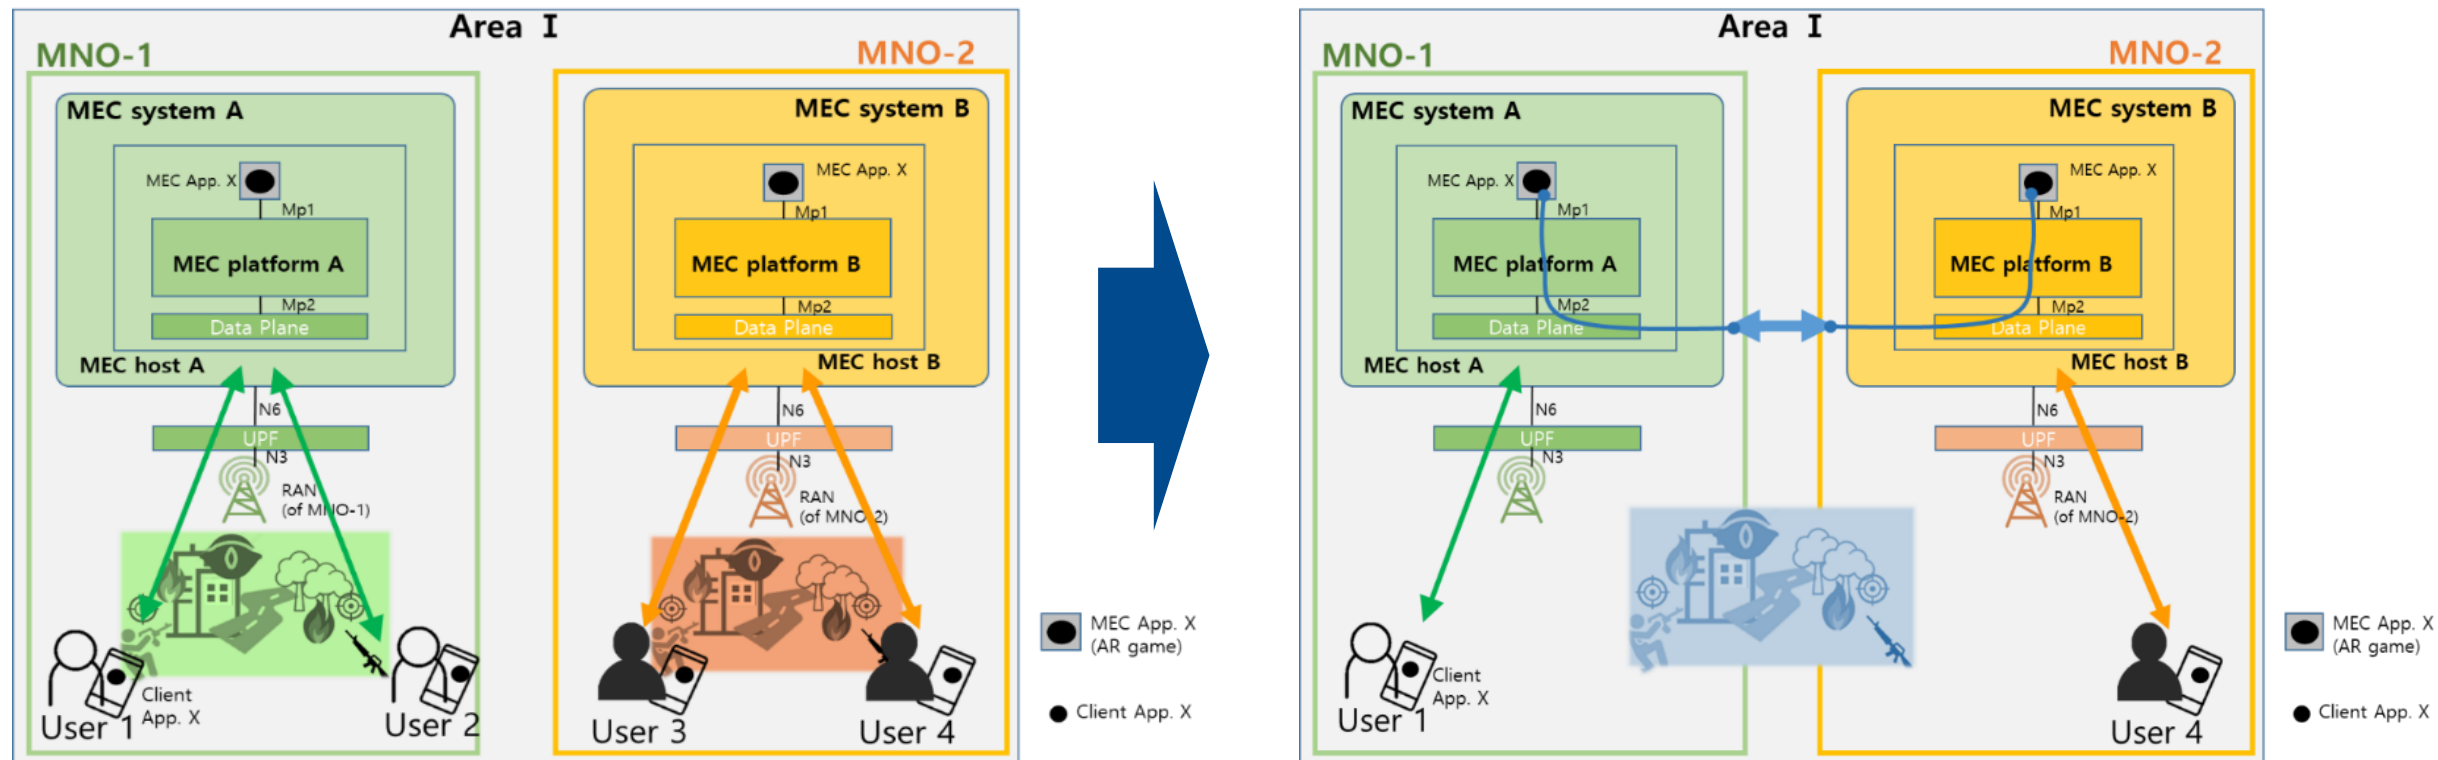 Area I
MNO-1
MNO-2
MEC system A
MEC App. X
Mp1
MEC platform A
Mp2
Data Plane
MEC host A
N6
UPF
N3
RAN
(of MNO-1)
Client
App. X
User 1
User 2
MEC system B
MEC App. X
Mp1
MEC platform B
Mp2
Data Plane
MEC host B
N6
UPF
N3
RAN
(of MNO-2)
User 3
User 4
MEC App. X
(AR game)
Client App. X
Area I
MNO-1
MNO-2
MEC system A
MEC App. X
Mp1
MEC platform A
Mp2
Data Plane
MEC host A
N6
UPF
N3
Client
App. X
User 1
MEC system B
MEC App. X
Mp1
MEC platform B
Mp2
Data Plane
MEC host B
N6
UPF
N3
RAN
(of MNO-2)
User 4
MEC App. X
(AR game)
Client App. X